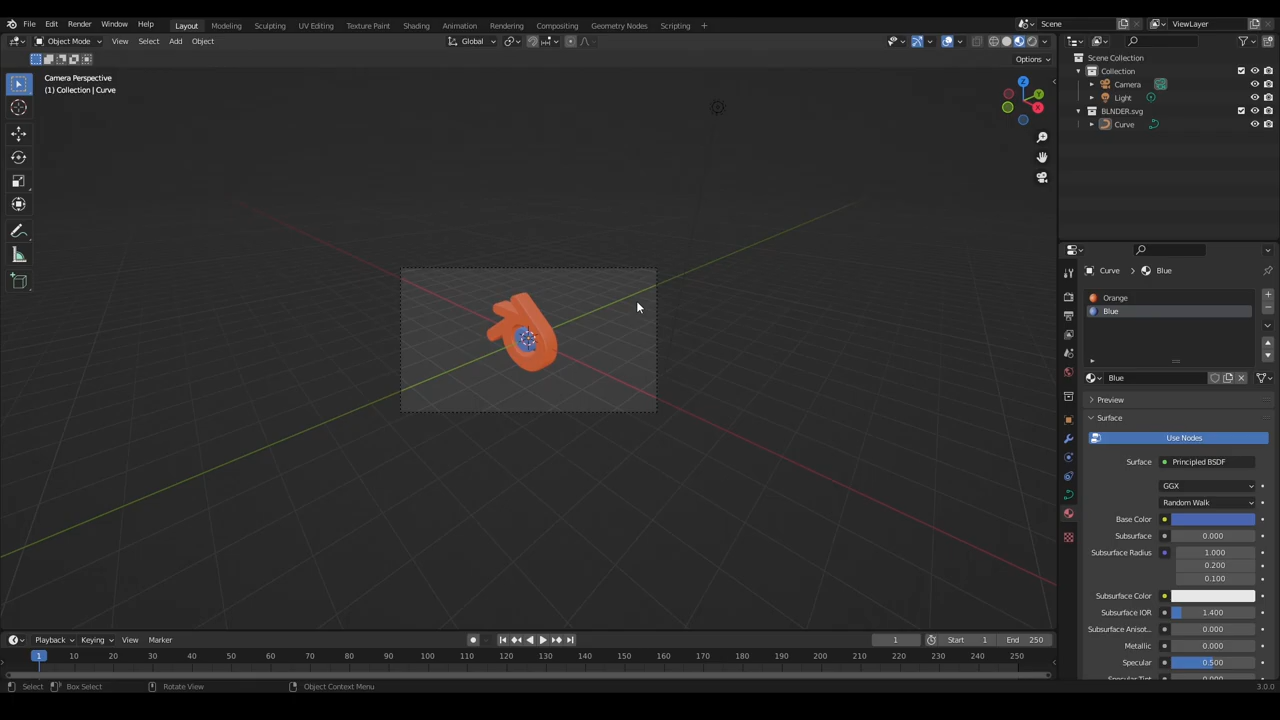 File Edit Render Window Help Layout Modeling Sculpting UV Editing Texture Paint Shading Animation Rendering Compositing Geometry Nodes Scripting + Scene ViewLayer
Object Mode View Select Add Object Global
Options
Camera Perspective
(1) Collection | Curve
Z
Y
X
Scene Collection
Collection
Camera
Light
BLNDER.svg
Curve
Curve Blue
Orange
Blue
Blue
Preview
Surface
Use Nodes
Surface Principled BSDF
GGX
Random Walk
Base Color
Subsurface 0.000
Subsurface Radius 1.000
0.200
0.100
Subsurface Color
Subsurface IOR 1.400
Subsurface Anisot... 0.000
Metallic 0.000
Specular 0.500
Specular Tint 0.000
Playback Keying View Marker 1 Start 1 End 250
1 10 20 30 40 50 60 70 80 90 100 110 120 130 140 150 160 170 180 190 200 210 220 230 240 250
Select Box Select Rotate View Object Context Menu 3.0.0